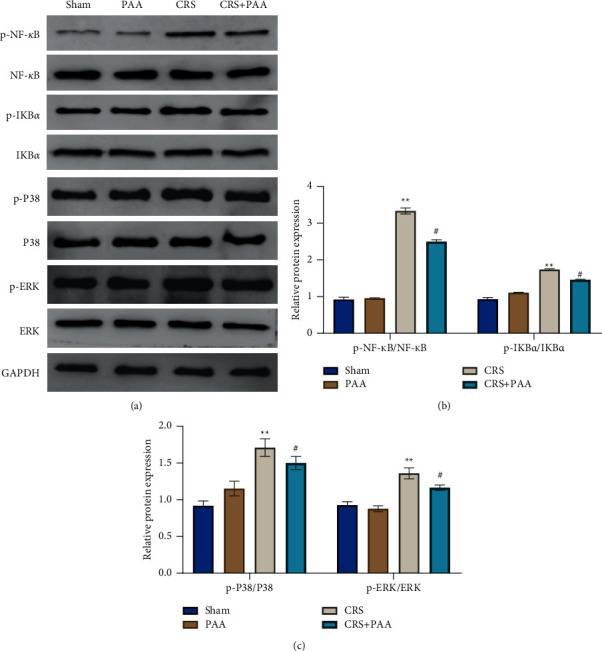 Sham PAA CRS CRS+PAA
p-NF-κB
NF-κB
p-IKBα
IKBα
p-P38
P38
p-ERK
ERK
GAPDH
(a)
Relative protein expression
4
3
2
1
0
**
#
**
#
p-NF-κB/NF-κB p-IKBα/IKBα
Sham CRS
PAA CRS+PAA
(b)
Relative protein expression
2.0
1.5
1.0
0.5
0.0
**
#
**
#
p-P38/P38 p-ERK/ERK
Sham CRS
PAA CRS+PAA
(c)